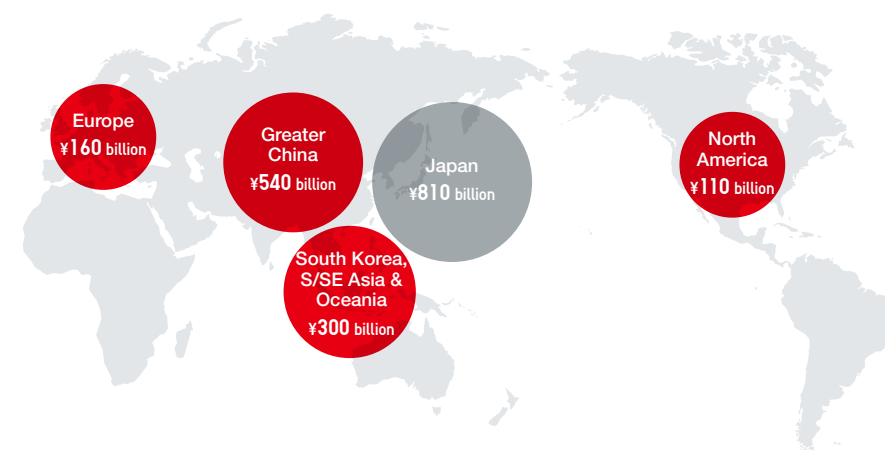 Europe
¥160 billion
Greater
China
¥540 billion
Japan
¥810 billion
North
America
¥110 billion
South Korea,
S/SE Asia &
Oceania
¥300 billion